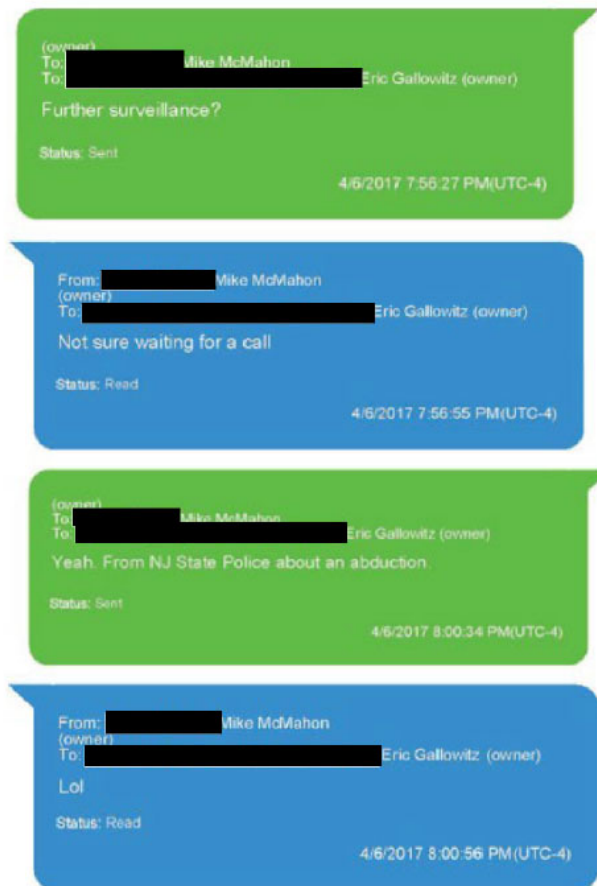 (owner)
To: Mike McMahon
To: Eric Gallowitz (owner)
Further surveillance?
Status: Sent
4/6/2017 7:56:27 PM(UTC-4)
From: Mike McMahon
(owner)
To: Eric Gallowitz (owner)
Not sure waiting for a call
Status: Read
4/6/2017 7:56:55 PM(UTC-4)
(owner)
To: Mike McMahon
To: Eric Gallowitz (owner)
Yeah. From NJ State Police about an abduction.
Status: Sent
4/6/2017 8:00:34 PM(UTC-4)
From: Mike McMahon
(owner)
To: Eric Gallowitz (owner)
Lol
Status: Read
4/6/2017 8:00:56 PM(UTC-4)